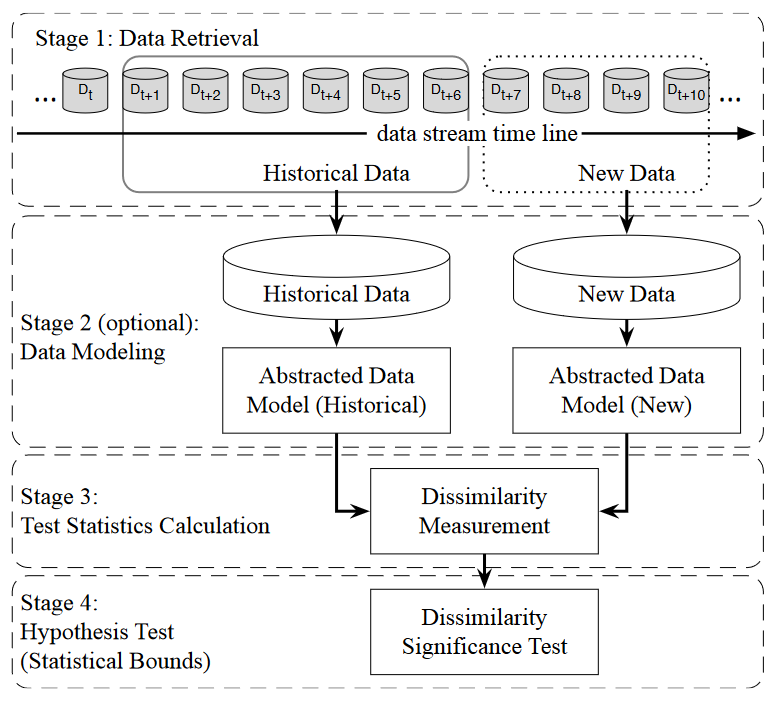 Stage 1: Data Retrieval
... Dt Dt+1 Dt+2 Dt+3 Dt+4 Dt+5 Dt+6 Dt+7 Dt+8 Dt+9 Dt+10 ...
data stream time line
Historical Data New Data
Historical Data New Data
Stage 2 (optional):
Data Modeling
Abstracted Data
Model (Historical)
Abstracted Data
Model (New)
Stage 3:
Test Statistics Calculation
Dissimilarity
Measurement
Stage 4:
Hypothesis Test
(Statistical Bounds)
Dissimilarity
Significance Test